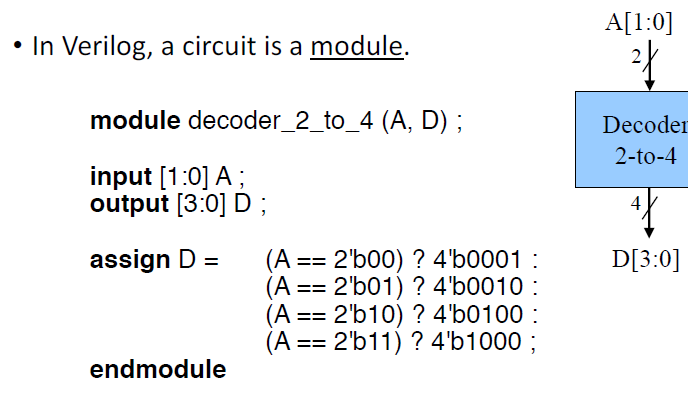 • In Verilog, a circuit is a module.
module decoder_2_to_4 (A, D) ;
input [1:0] A ;
output [3:0] D ;
assign D = (A == 2'b00) ? 4'b0001 :
(A == 2'b01) ? 4'b0010 :
(A == 2'b10) ? 4'b0100 :
(A == 2'b11) ? 4'b1000 ;
endmodule
A[1:0]
2
Decoder
2-to-4
4
D[3:0]